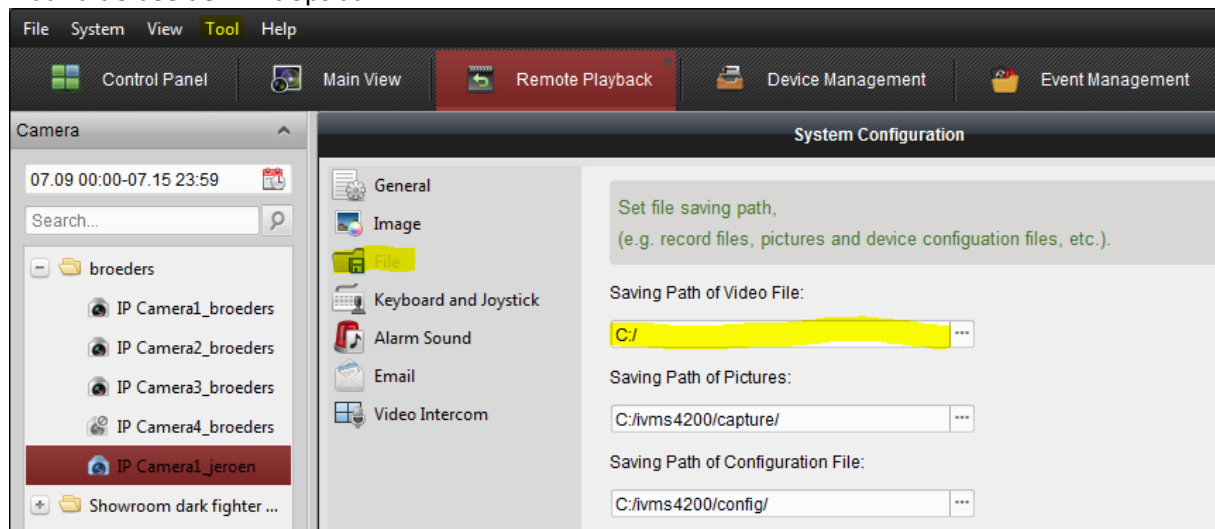 File System View Tool Help
Control Panel Main View Remote Playback Device Management Event Management
Camera
07.09 00:00-07.15 23:59
Search...
broeders
IP Camera1_broeders
IP Camera2_broeders
IP Camera3_broeders
IP Camera4_broeders
IP Camera1_jeroen
Showroom dark fighter ...
System Configuration
General
Image
File
Keyboard and Joystick
Alarm Sound
Email
Video Intercom
Set file saving path,
(e.g. record files, pictures and device configuation files, etc.).
Saving Path of Video File:
C:/
Saving Path of Pictures:
C:/ivms4200/capture/
Saving Path of Configuration File:
C:/ivms4200/config/